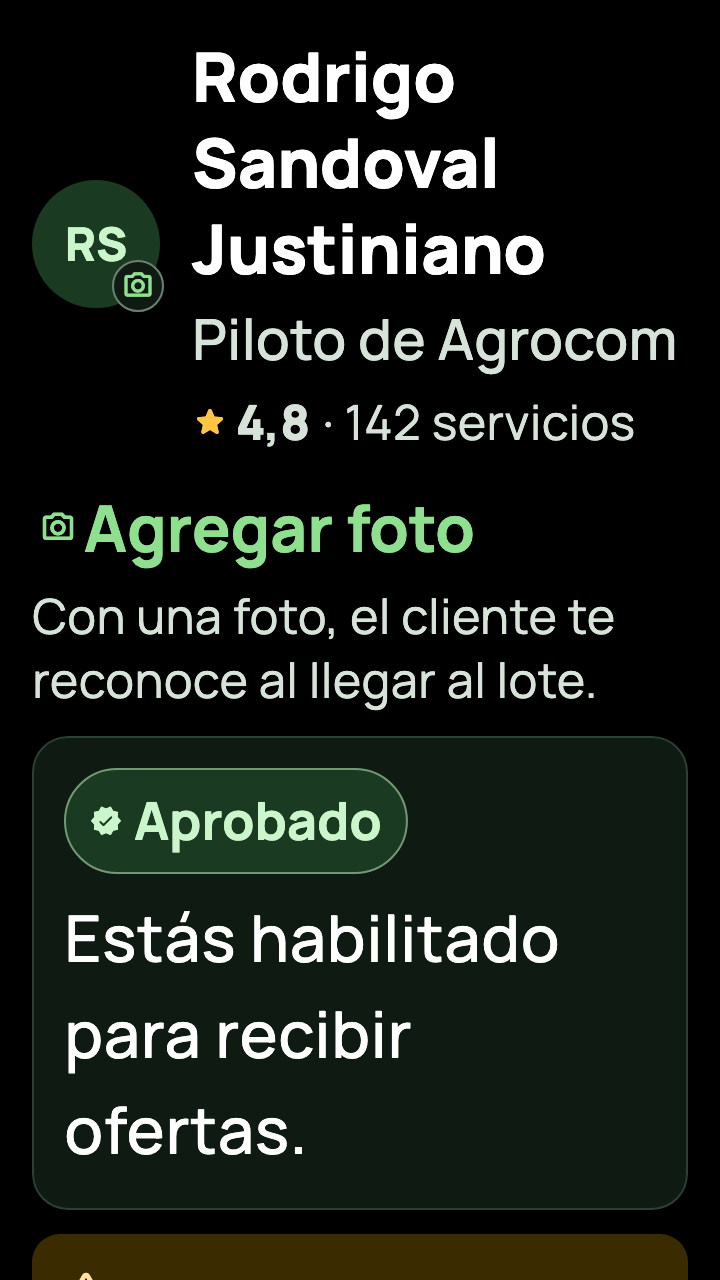 Rodrigo
Sandoval
Justiniano
RS
Piloto de Agrocom
4,8 · 142 servicios
Agregar foto
Con una foto, el cliente te
reconoce al llegar al lote.
Aprobado
Estás habilitado
para recibir
ofertas.